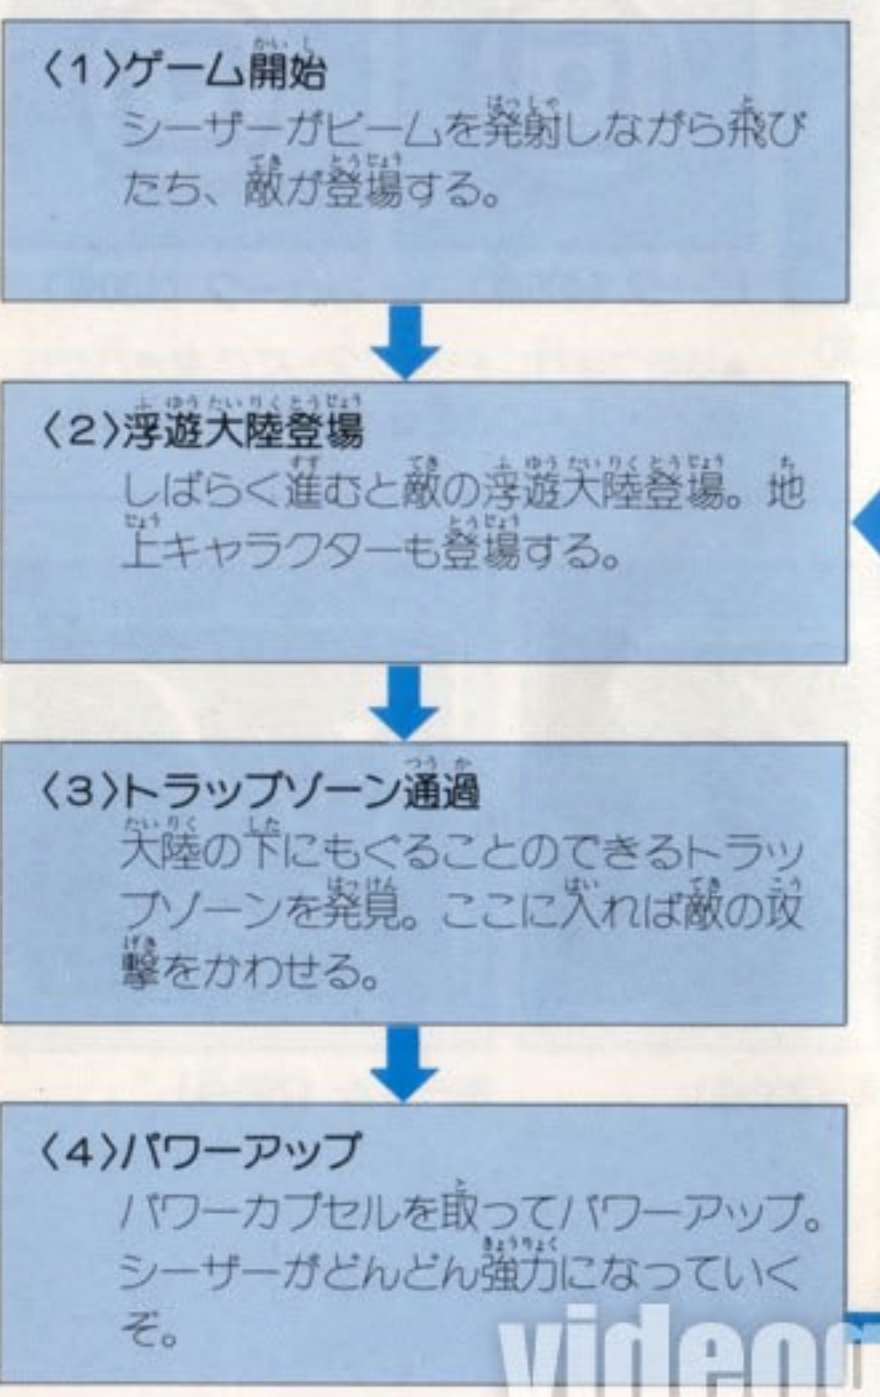 〈1〉ゲーム開始
シーザーがビームを発射しながら飛び
たち、敵が登場する。
〈2〉浮遊大陸登場
しばらく進むと敵の浮遊大陸登場。地
上キャラクターも登場する。
〈3〉トラップゾーン通過
大陸の下にもぐることのできるトラッ
プゾーンを発見。ここに入れば敵の攻
撃をかわせる。
〈4〉パワーアップ
パワーカプセルを取ってパワーアップ。
シーザーがどんどん強力になっていく
ぞ。